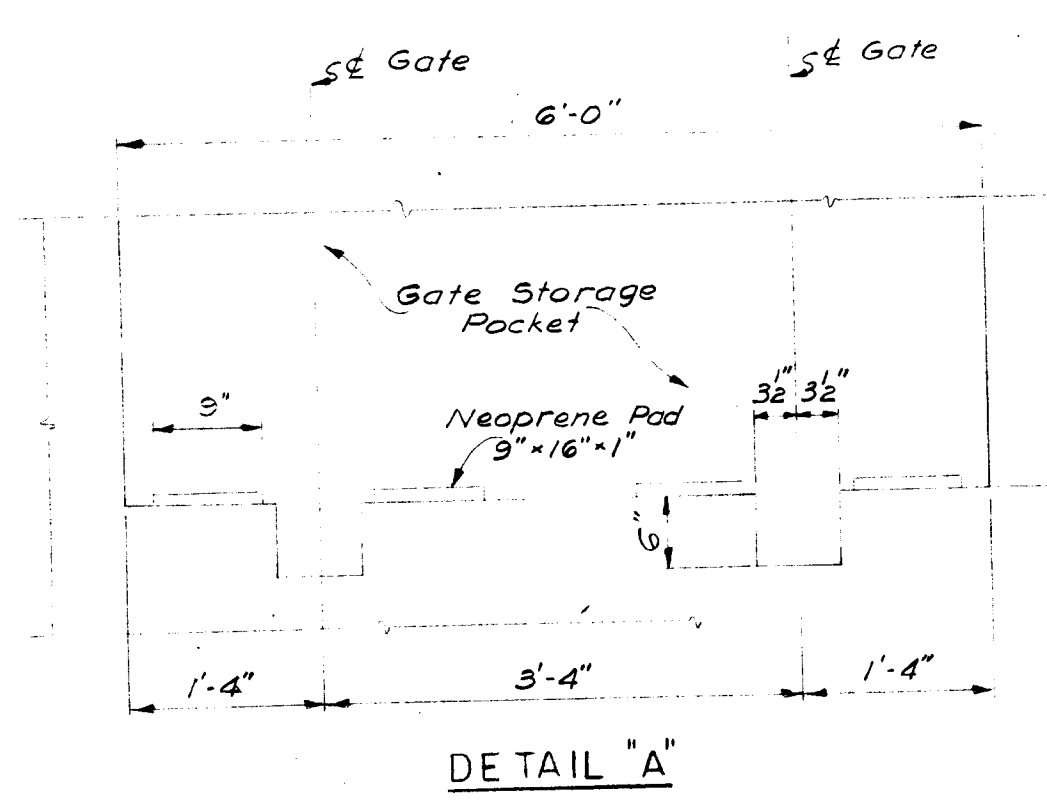 ℄ Gate
℄ Gate
6'-0"
Gate Storage
Pocket
3½" 3½"
9"
Neoprene Pad
9"×16"×1"
6"
1'-4" 3'-4" 1'-4"
DETAIL "A"